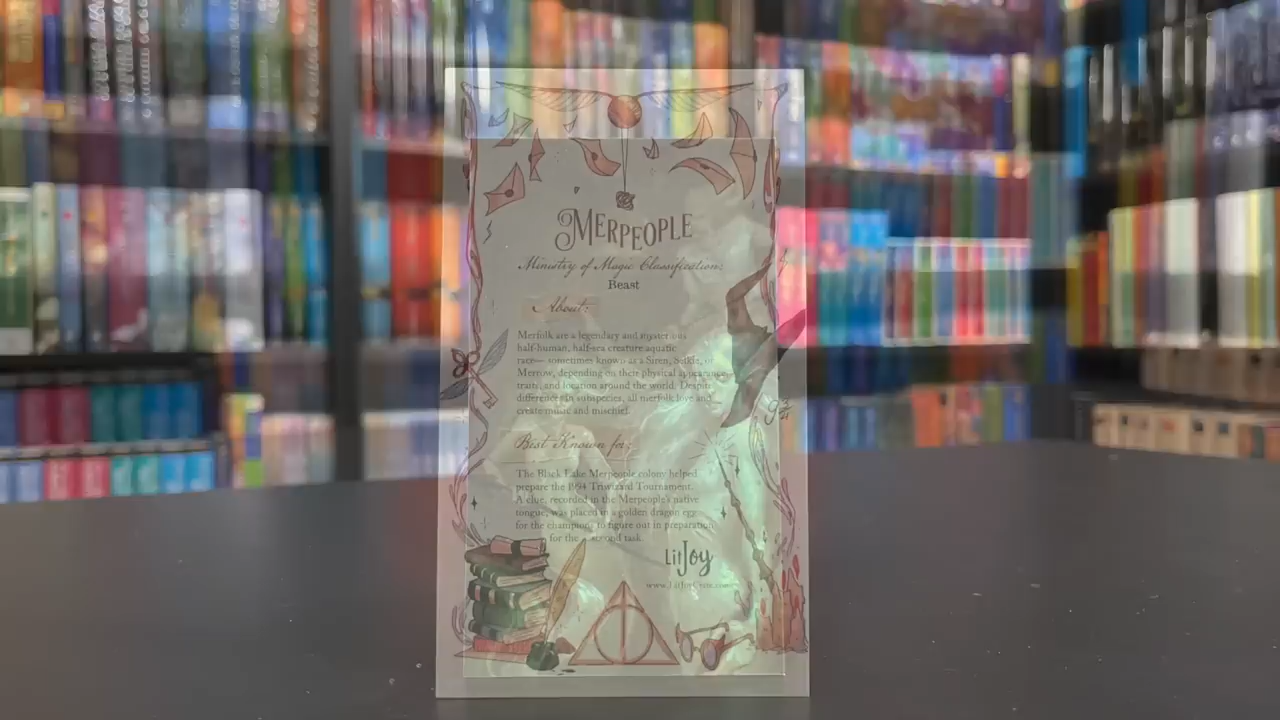 Merpeople
Ministry of Magic Classification:
Beast
About:
Merfolk are a legendary and mysterious
half-human, half-sea creature aquatic
race— sometimes known as a Siren, Selkie, or
Merrow, depending on their physical appearance,
traits, and location around the world. Despite
differences in subspecies, all merfolk love and
create music and mischief.
Best Known for:
The Black Lake Merpeople colony helped
prepare the 1994 Triwizard Tournament.
A clue, recorded in the Merpeople's native
tongue, was placed in a golden dragon egg
for the champions to figure out in preparation
for the second task.
LitJoy
www.LitJoyCrate.com